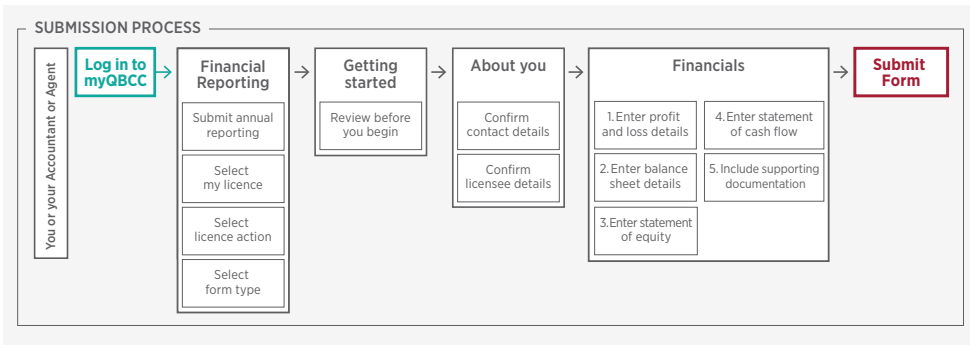 SUBMISSION PROCESS
You or your Accountant or Agent
Log in to
myQBCC
Financial
Reporting
Submit annual
reporting
Select
my licence
Select
licence action
Select
form type
Getting
started
Review before
you begin
About you
Confirm
contact details
Confirm
licensee details
Financials
1.Enter profit
and loss details
2.Enter balance
sheet details
3.Enter statement
of equity
4.Enter statement
of cash flow
5. Include supporting
documentation
Submit
Form